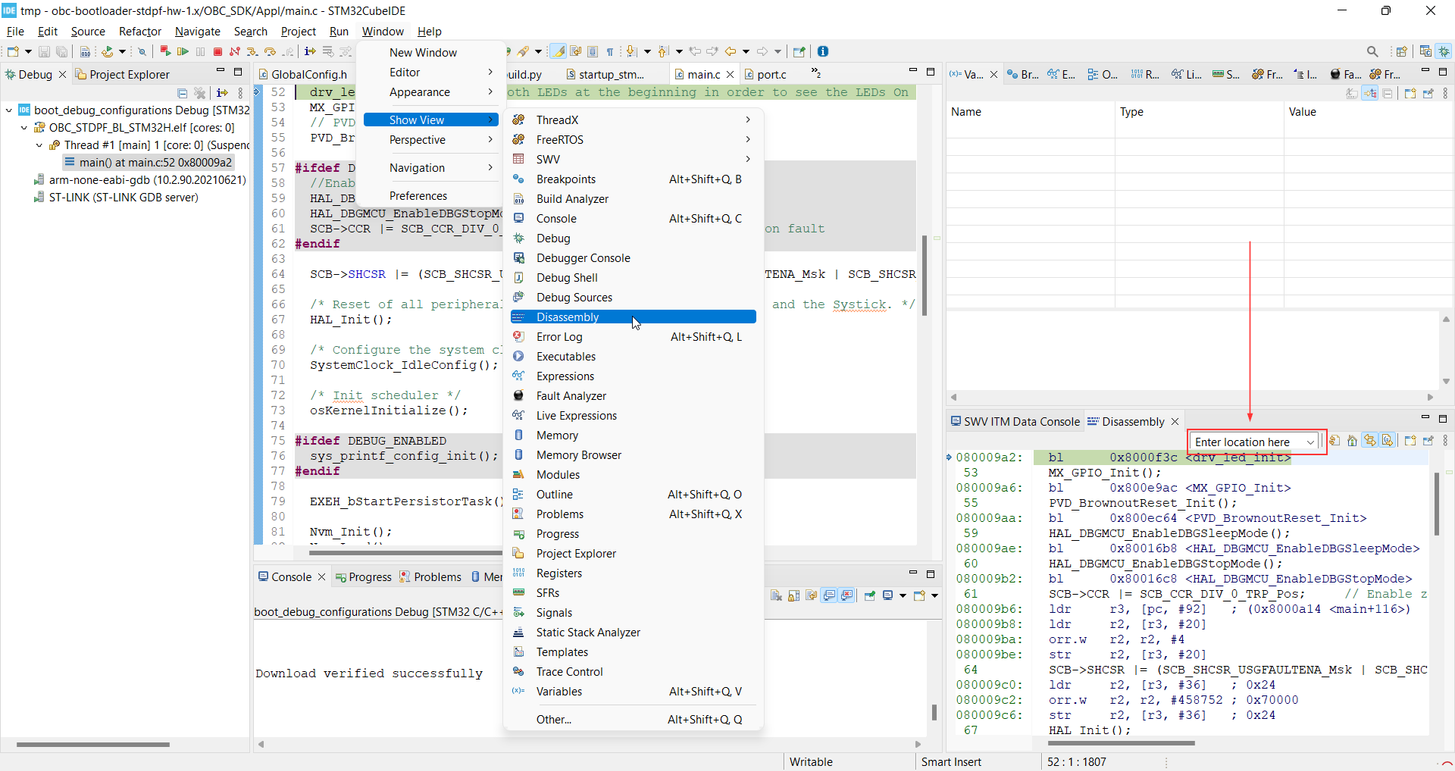 IDE tmp - obc-bootloader-stdpf-hw-1.x/OBC_SDK/Appl/main.c - STM32CubeIDE
File Edit Source Refactor Navigate Search Project Run Window Help
Debug Project Explorer
boot_debug_configurations Debug [STM32
OBC_STDPF_BL_STM32H.elf [cores: 0]
Thread #1 [main] 1 [core: 0] (Suspend
main() at main.c:52 0x80009a2
arm-none-eabi-gdb (10.2.90.20210621)
ST-LINK (ST-LINK GDB server)
New Window
Editor
Appearance
Show View
Perspective
Navigation
Preferences
ThreadX
FreeRTOS
SWV
Breakpoints Alt+Shift+Q, B
Build Analyzer
Console Alt+Shift+Q, C
Debug
Debugger Console
Debug Shell
Debug Sources
Disassembly
Error Log Alt+Shift+Q, L
Executables
Expressions
Fault Analyzer
Live Expressions
Memory
Memory Browser
Modules
Outline Alt+Shift+Q, O
Problems Alt+Shift+Q, X
Progress
Project Explorer
Registers
SFRs
Signals
Static Stack Analyzer
Templates
Trace Control
Variables Alt+Shift+Q, V
Other... Alt+Shift+Q, Q
GlobalConfig.h uild.py startup_stm... main.c port.c »2
52 drv_le oth LEDs at the beginning in order to see the LEDs On
53 MX_GPI
54 // PVD
55 PVD_Br
56
57 #ifdef D
58 //Enab
59 HAL_DB
60 HAL_DBGMCU_EnableDBGStopMo
61 SCB->CCR |= SCB_CCR_DIV_0_ on fault
62 #endif
63
64 SCB->SHCSR |= (SCB_SHCSR_U TENA_Msk | SCB_SHCSR
65
66 /* Reset of all periphera and the Systick. */
67 HAL_Init();
68
69 /* Configure the system cl
70 SystemClock_IdleConfig();
71
72 /* Init scheduler */
73 osKernelInitialize();
74
75 #ifdef DEBUG_ENABLED
76 sys_printf_config_init();
77 #endif
78
79 EXEH_bStartPersistorTask()
80
81 Nvm_Init();
Console Progress Problems Mem
boot_debug_configurations Debug [STM32 C/C++
Download verified successfully
(x)= Va... Br... E... O... R... Li... S... Fr... I... Fa... Fr...
Name Type Value
SWV ITM Data Console Disassembly
Enter location here
080009a2: bl 0x8000f3c <drv_led_init>
53 MX_GPIO_Init();
080009a6: bl 0x800e9ac <MX_GPIO_Init>
55 PVD_BrownoutReset_Init();
080009aa: bl 0x800ec64 <PVD_BrownoutReset_Init>
59 HAL_DBGMCU_EnableDBGSleepMode();
080009ae: bl 0x80016b8 <HAL_DBGMCU_EnableDBGSleepMode>
60 HAL_DBGMCU_EnableDBGStopMode();
080009b2: bl 0x80016c8 <HAL_DBGMCU_EnableDBGStopMode>
61 SCB->CCR |= SCB_CCR_DIV_0_TRP_Pos; // Enable z
080009b6: ldr r3, [pc, #92] ; (0x8000a14 <main+116>)
080009b8: ldr r2, [r3, #20]
080009ba: orr.w r2, r2, #4
080009be: str r2, [r3, #20]
64 SCB->SHCSR |= (SCB_SHCSR_USGFAULTENA_Msk | SCB_SHC
080009c0: ldr r2, [r3, #36] ; 0x24
080009c2: orr.w r2, r2, #458752 ; 0x70000
080009c6: str r2, [r3, #36] ; 0x24
67 HAL_Init();
Writable Smart Insert 52 : 1 : 1807